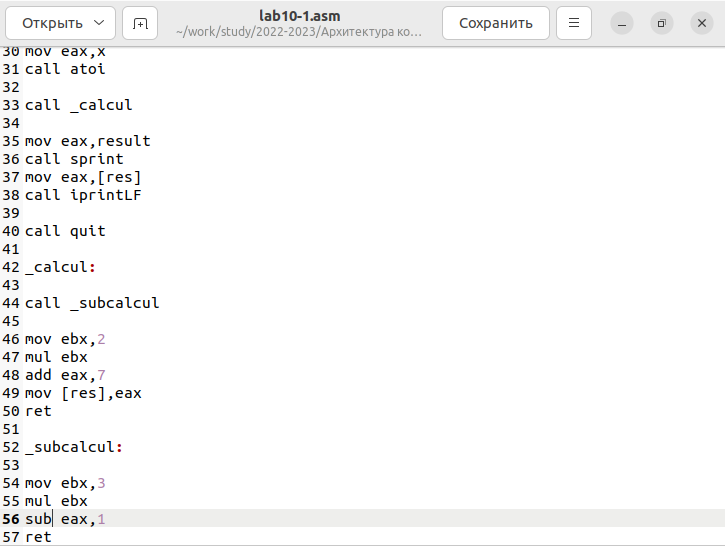 Открыть
lab10-1.asm
~/work/study/2022-2023/Архитектура ко...
Сохранить
30 mov eax,x
31 call atoi
32
33 call _calcul
34
35 mov eax,result
36 call sprint
37 mov eax,[res]
38 call iprintLF
39
40 call quit
41
42 _calcul:
43
44 call _subcalcul
45
46 mov ebx,2
47 mul ebx
48 add eax,7
49 mov [res],eax
50 ret
51
52 _subcalcul:
53
54 mov ebx,3
55 mul ebx
56 sub eax,1
57 ret